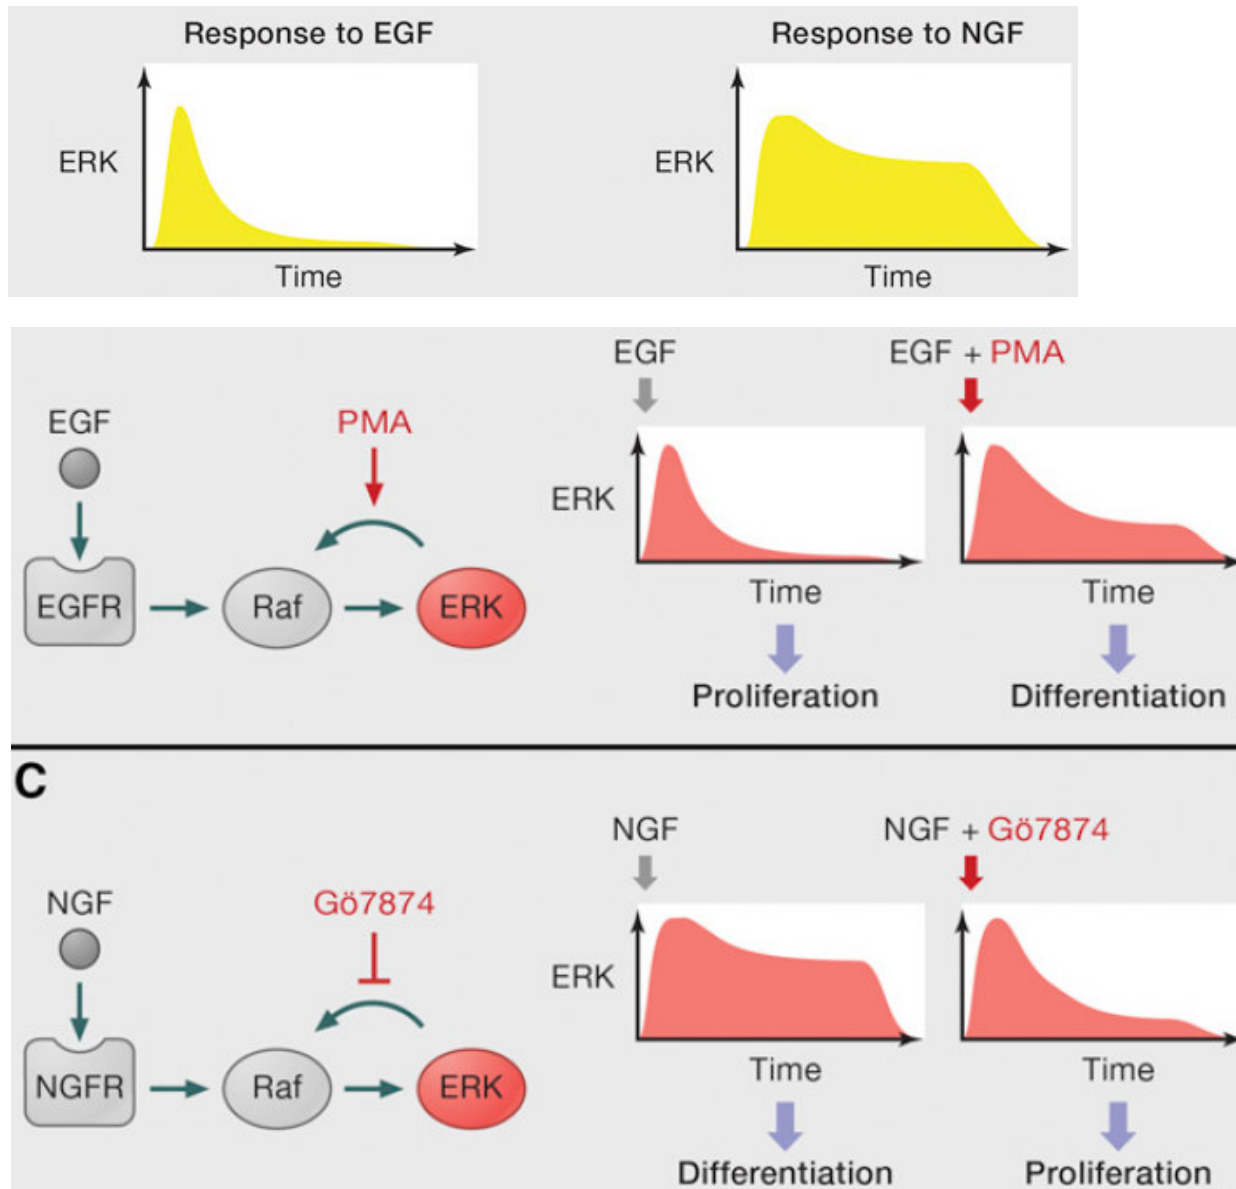 Response to EGF
Response to NGF
ERK
ERK
Time
Time
EGF
EGF + PMA
EGF
PMA
ERK
EGFR
Raf
ERK
Time
Time
Proliferation
Differentiation
C
NGF
NGF + Gö7874
NGF
Gö7874
ERK
NGFR
Raf
ERK
Time
Time
Differentiation
Proliferation